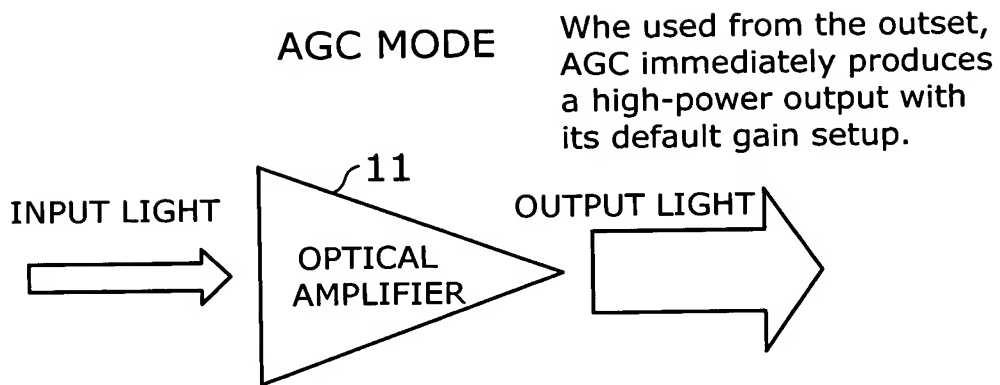 AGC MODE
Whe used from the outset,
AGC immediately produces
a high-power output with
its default gain setup.
11
INPUT LIGHT
OUTPUT LIGHT
OPTICAL
AMPLIFIER